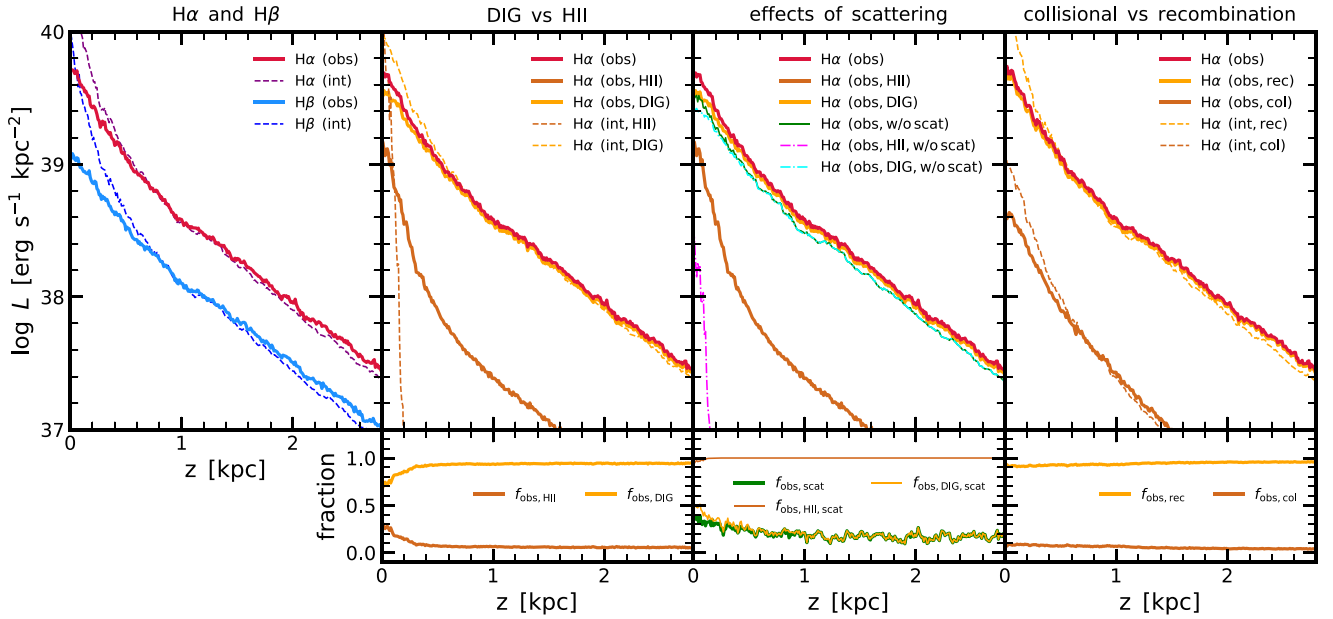 Hα and Hβ
DIG vs HII
effects of scattering
collisional vs recombination
log L [erg s⁻¹ kpc⁻²]
40
39
38
37
Hα (obs)
Hα (int)
Hβ (obs)
Hβ (int)
0
1
2
z [kpc]
Hα (obs)
Hα (obs, HII)
Hα (obs, DIG)
Hα (int, HII)
Hα (int, DIG)
Hα (obs)
Hα (obs, HII)
Hα (obs, DIG)
Hα (obs, w/o scat)
Hα (obs, HII, w/o scat)
Hα (obs, DIG, w/o scat)
Hα (obs)
Hα (obs, rec)
Hα (obs, col)
Hα (int, rec)
Hα (int, col)
fraction
1.0
0.5
0.0
f_obs, HII
f_obs, DIG
0
1
2
z [kpc]
f_obs, scat
f_obs, HII, scat
f_obs, DIG, scat
0
1
2
z [kpc]
f_obs, rec
f_obs, col
0
1
2
z [kpc]